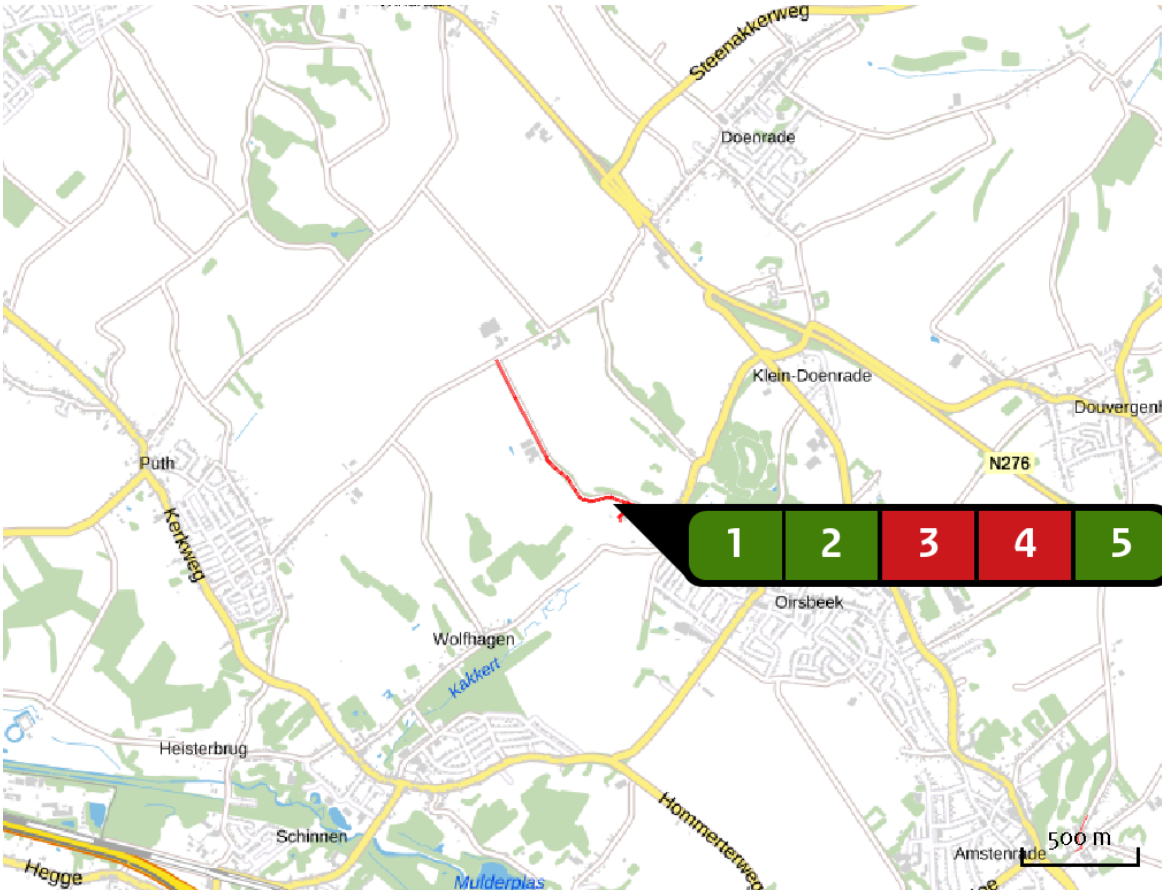 Steenakkerweg
Doenrade
Klein-Doenrade
Douvergenh
N276
Puth
Kerkweg
1 2 3 4 5
Oirsbeek
Wolfhagen
Kakkert
Heisterbrug
Schinnen
Hommerterweg
500 m
Amstenrade
Hegge
Mulderplas